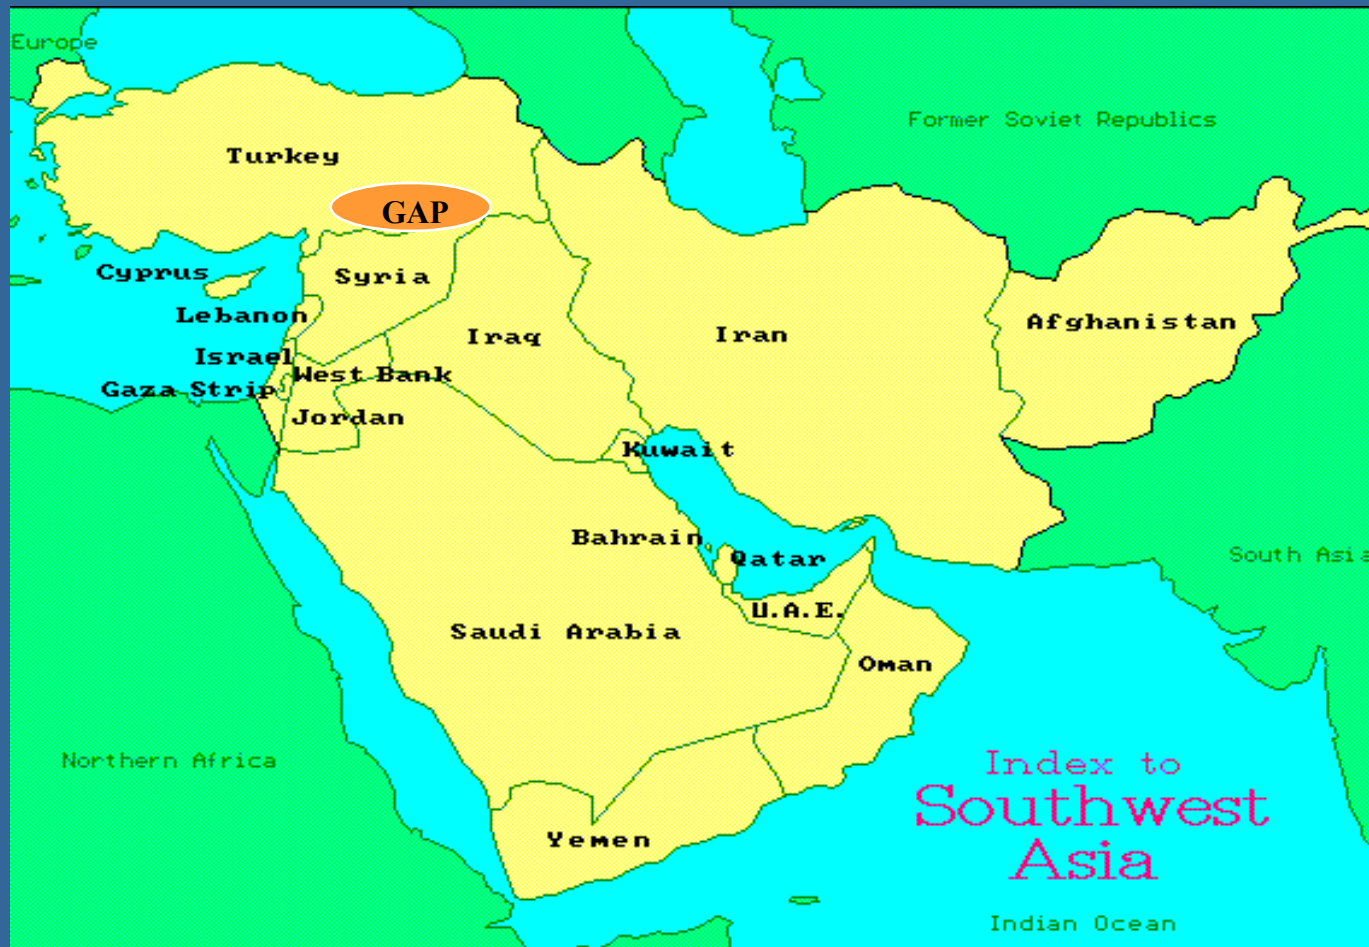 Europe
Former Soviet Republics
Turkey
GAP
Cyprus
Syria
Lebanon
Afghanistan
Iraq
Iran
Israel
West Bank
Gaza Strip
Jordan
Kuwait
Bahrain
Qatar
South Asia
U.A.E.
Saudi Arabia
Oman
Northern Africa
Index to
Southwest
Asia
Yemen
Indian Ocean